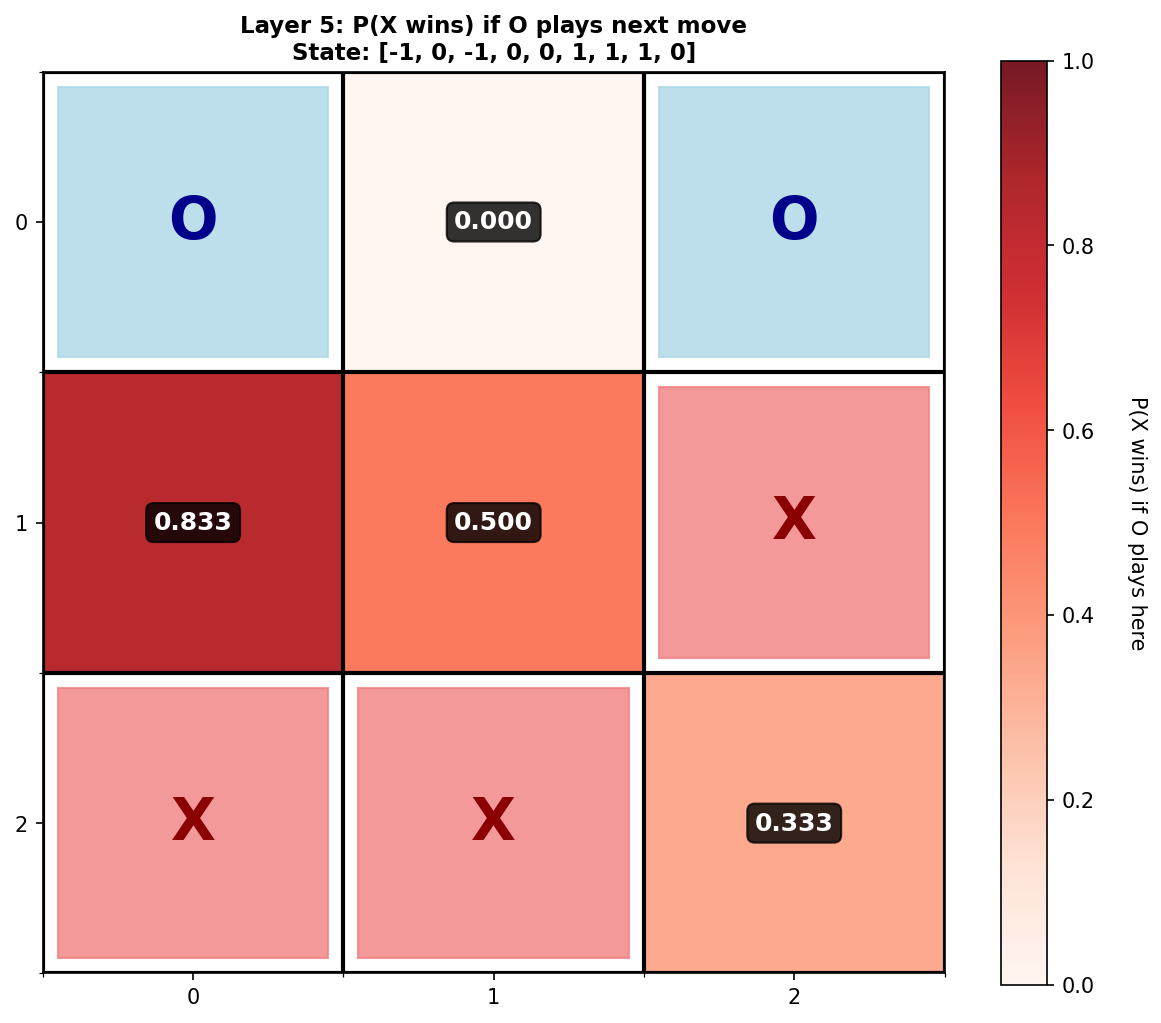 Layer 5: P(X wins) if O plays next move
State: [-1, 0, -1, 0, 0, 1, 1, 1, 0]
O
0.000
O
0.833
0.500
X
X
X
0.333
0
1
2
0
1
2
1.0
0.8
0.6
0.4
0.2
0.0
P(X wins) if O plays here